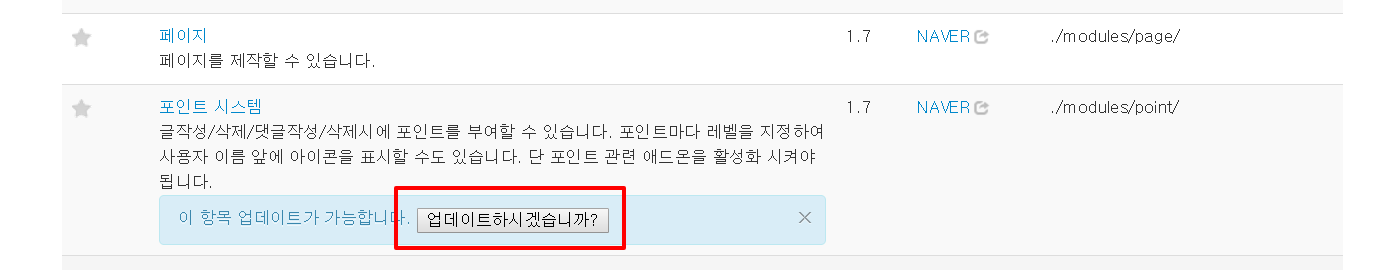 페이지 1.7 NAVER ./modules/page/
페이지를 제작할 수 있습니다.
포인트 시스템 1.7 NAVER ./modules/point/
글작성/삭제/댓글작성/삭제시에 포인트를 부여할 수 있습니다. 포인트마다 레벨을 지정하여
사용자 이름 앞에 아이콘을 표시할 수도 있습니다. 단 포인트 관련 애드온을 활성화 시켜야
됩니다.
이 항목 업데이트가 가능합니다. 업데이트하시겠습니까? ×